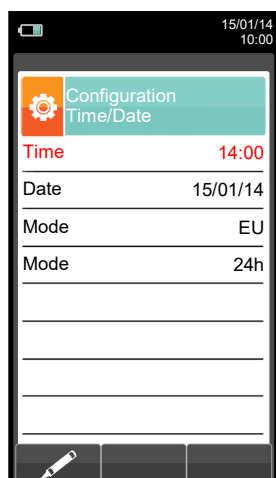 15/01/14
10:00
Configuration
Time/Date
Time 14:00
Date 15/01/14
Mode EU
Mode 24h